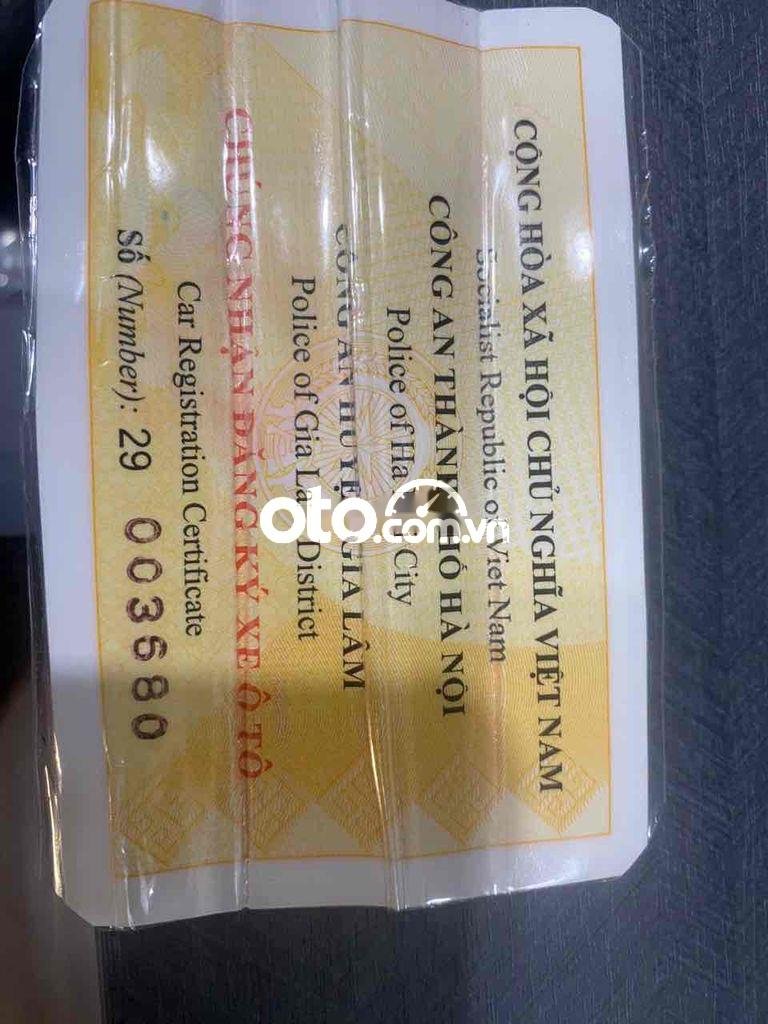 CỘNG HÒA XÃ HỘI CHỦ NGHĨA VIỆT NAM
Socialist Republic of Viet Nam
CÔNG AN THÀNH PHỐ HÀ NỘI
Police of Ha City
CÔNG AN HUYỆN GIA LÂM
Police of Gia Lam District
CHỨNG NHẬN ĐĂNG KÝ XE Ô TÔ
Car Registration Certificate
Số (Number): 29 003680
oto.com.vn